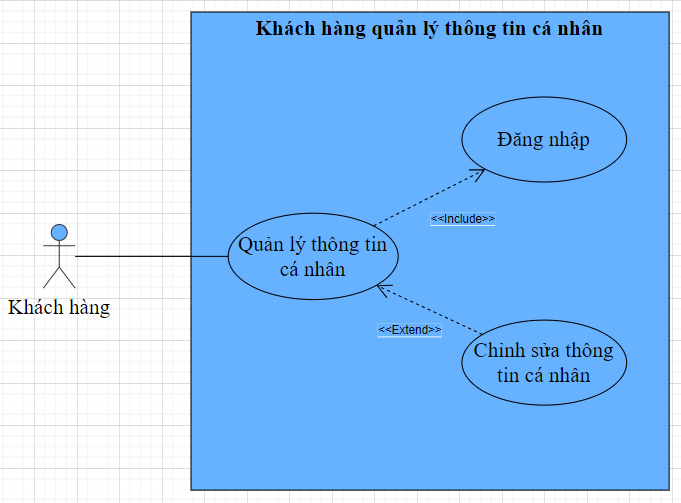 Khách hàng quản lý thông tin cá nhân
Đăng nhập
<<Include>>
Quản lý thông tin
cá nhân
Khách hàng
<<Extend>>
Chỉnh sửa thông
tin cá nhân